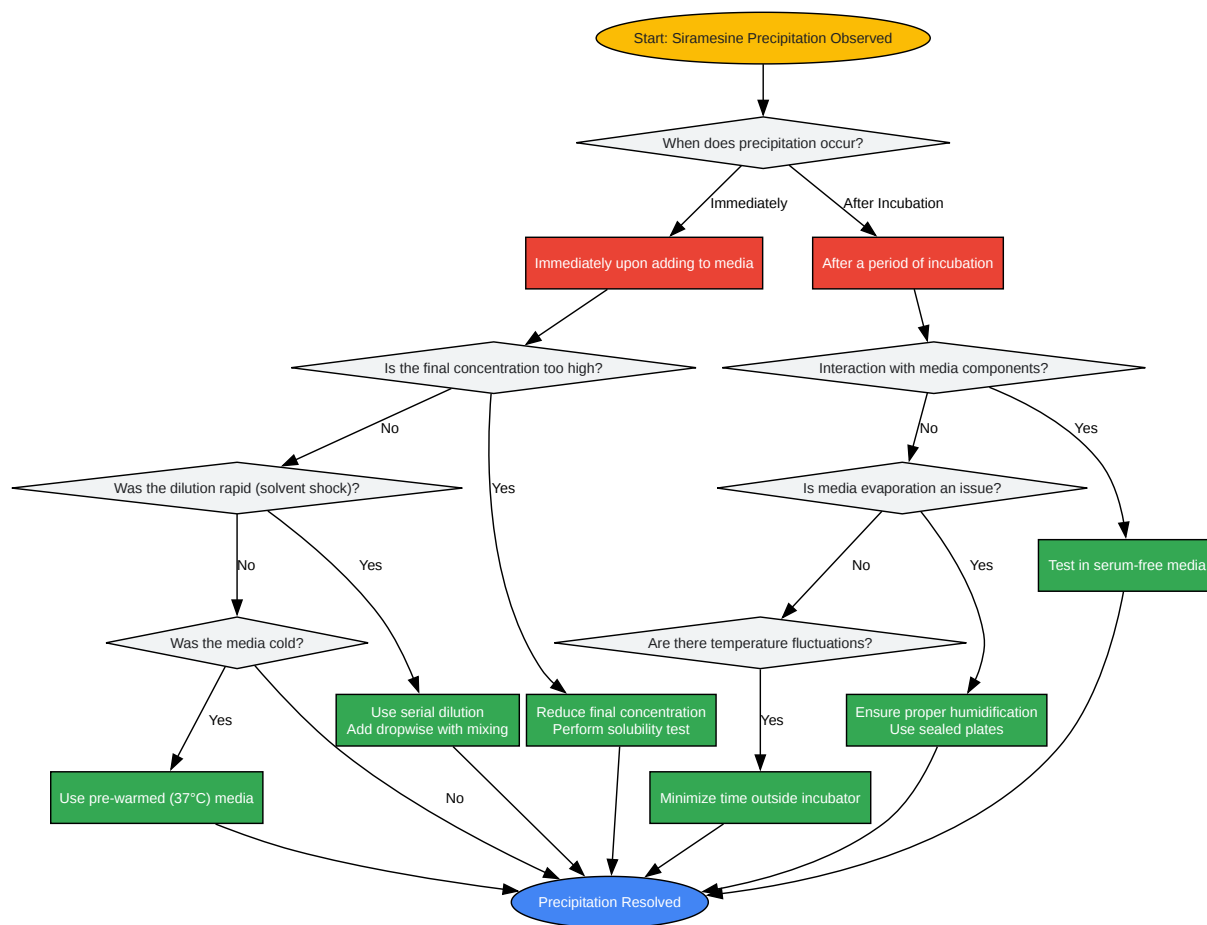 Start: Siramesine Precipitation Observed
When does precipitation occur?
Immediately
After Incubation
Immediately upon adding to media
After a period of incubation
Is the final concentration too high?
Interaction with media components?
No
No
Yes
Was the dilution rapid (solvent shock)?
Yes
Is media evaporation an issue?
No
Yes
No
Yes
Test in serum-free media
Was the media cold?
Are there temperature fluctuations?
Yes
Use serial dilution
Add dropwise with mixing
Reduce final concentration
Perform solubility test
Yes
Ensure proper humidification
Use sealed plates
Use pre-warmed (37°C) media
No
Minimize time outside incubator
Precipitation Resolved